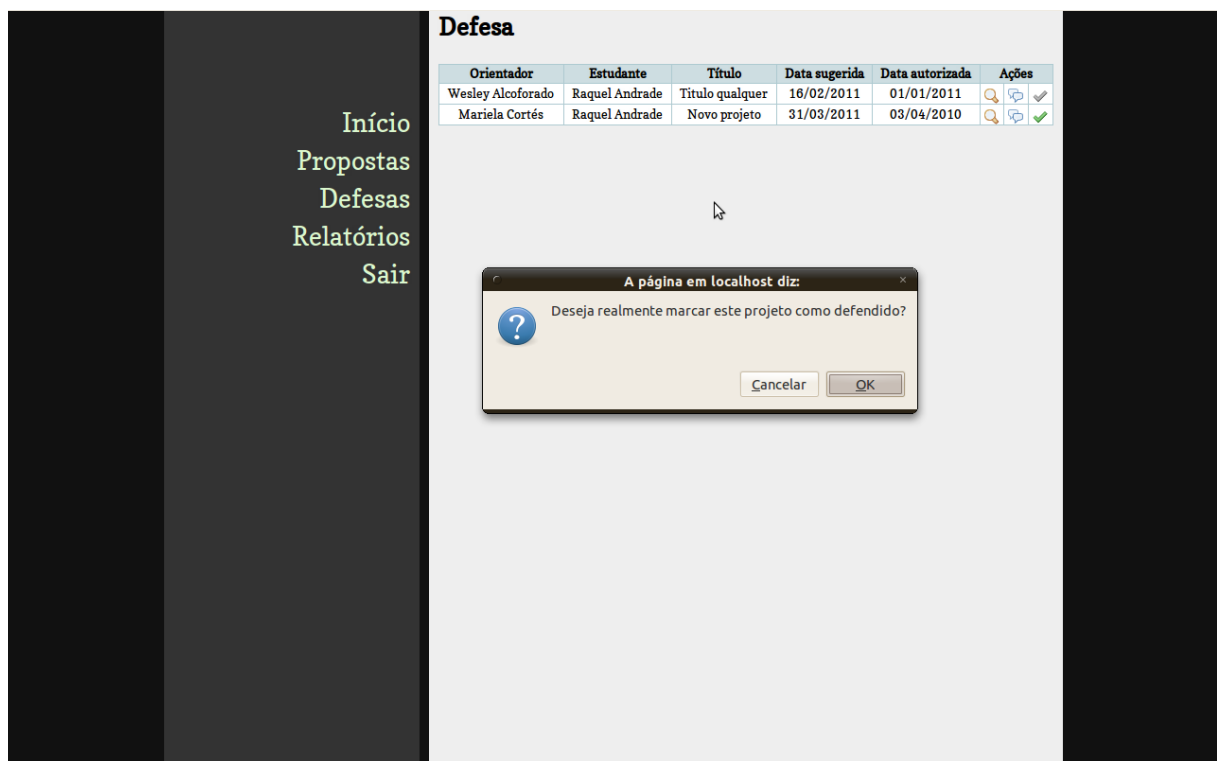 Defesa
Orientador Estudante Título Data sugerida Data autorizada Ações
Wesley Alcoforado Raquel Andrade Titulo qualquer 16/02/2011 01/01/2011
Mariela Cortés Raquel Andrade Novo projeto 31/03/2011 03/04/2010
Início
Propostas
Defesas
Relatórios
Sair
A página em localhost diz:
Deseja realmente marcar este projeto como defendido?
Cancelar OK